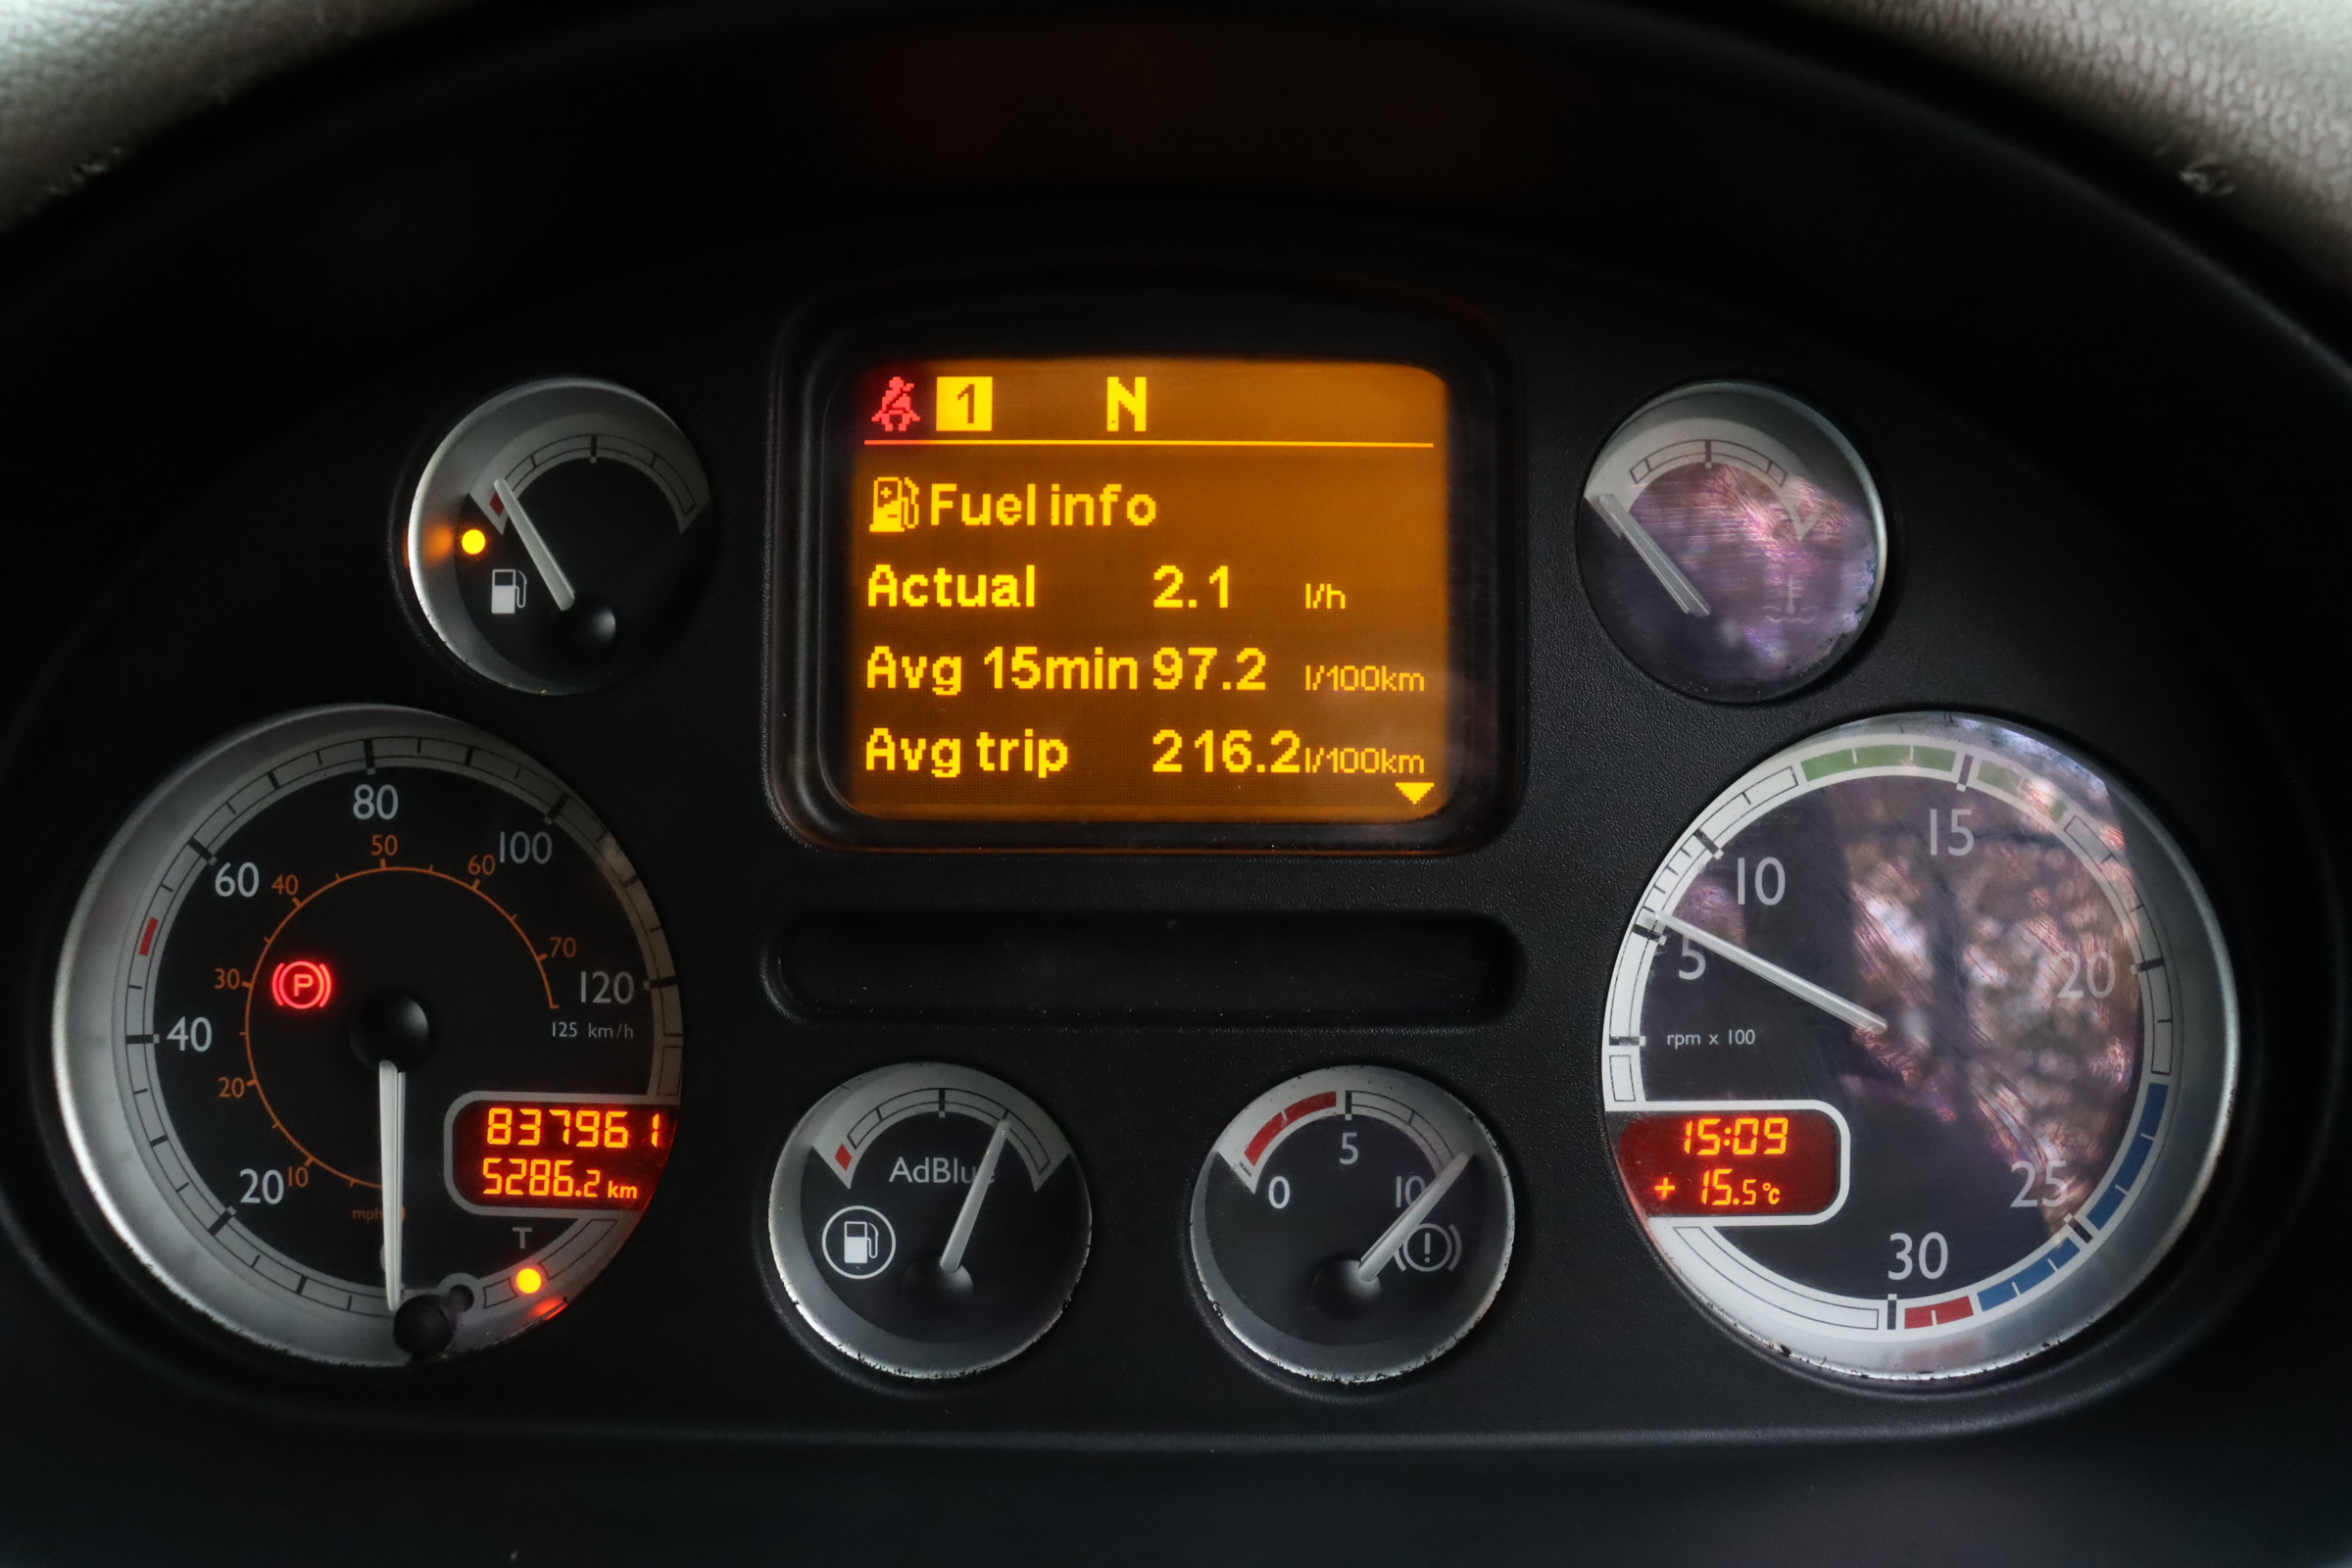 1 N
Fuel info
Actual 2.1 l/h
Avg 15min 97.2 l/100km
Avg trip 216.2 l/100km
80
100
60
120
40
20
50
60
40
70
30
20
10
mph
125 km/h
P
837961
5286.2 km
T
AdBlue
0
5
10
!
5
10
15
20
25
30
rpm x 100
15:09
+ 15.5°C